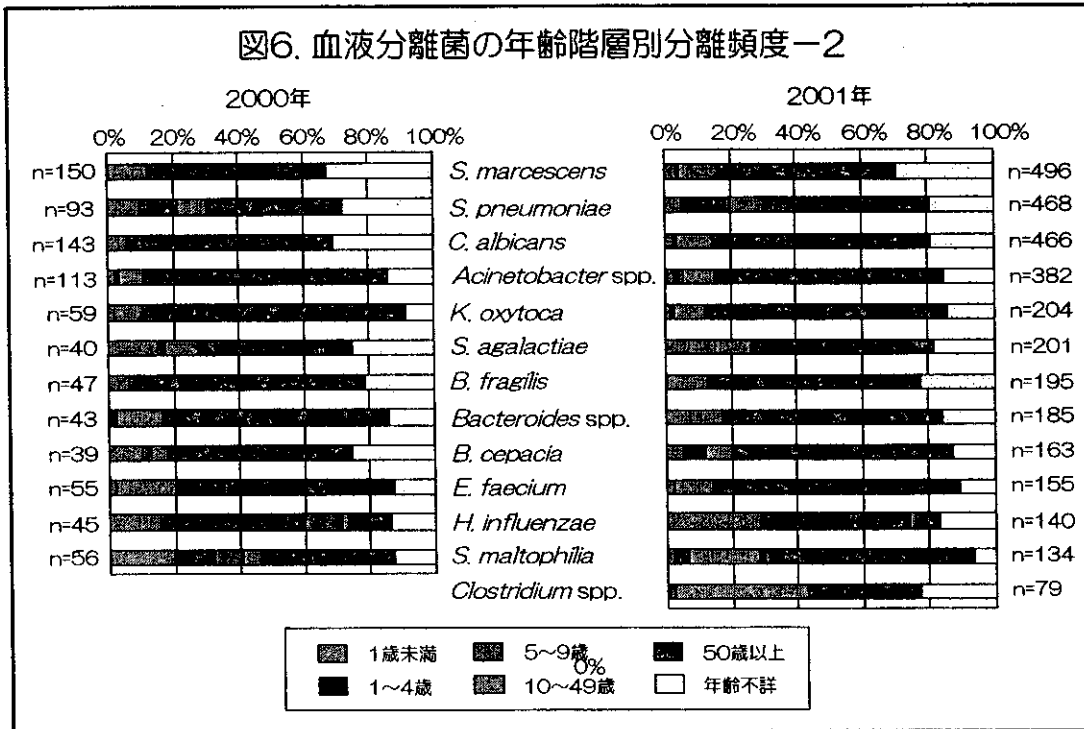 図6. 血液分離菌の年齢階層別分離頻度－2
2000年
2001年
0% 20% 40% 60% 80% 100%
0% 20% 40% 60% 80% 100%
n=150 S. marcescens n=496
n=93 S. pneumoniae n=468
n=143 C. albicans n=466
n=113 Acinetobacter spp. n=382
n=59 K. oxytoca n=204
n=40 S. agalactiae n=201
n=47 B. fragilis n=195
n=43 Bacteroides spp. n=185
n=39 B. cepacia n=163
n=55 E. faecium n=155
n=45 H. influenzae n=140
n=56 S. maltophilia n=134
Clostridium spp. n=79
1歳未満 5～9歳 50歳以上
0%
1～4歳 10～49歳 年齢不詳